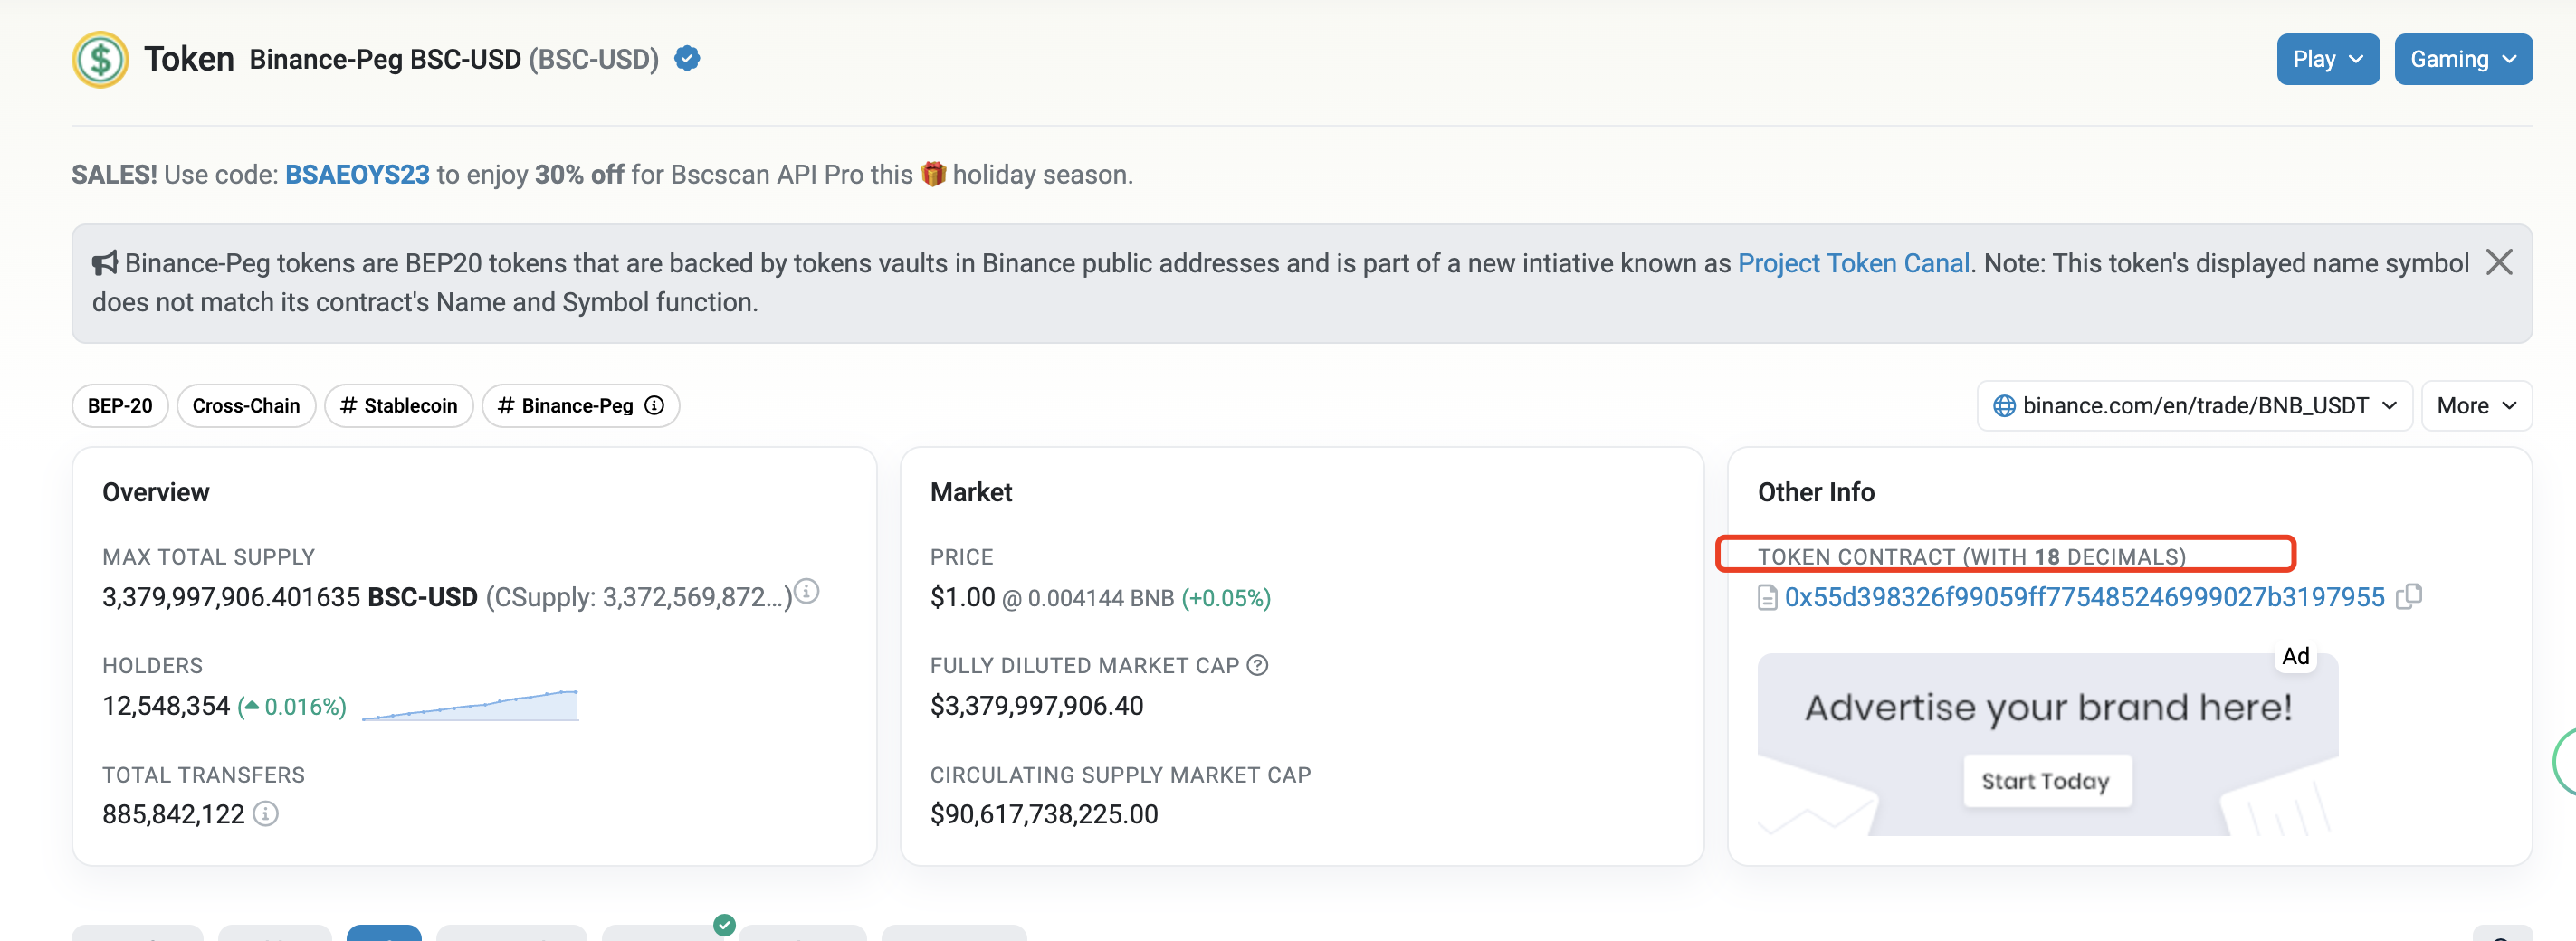 Token Binance-Peg BSC-USD (BSC-USD)
Play
Gaming
SALES! Use code: BSAEOYS23 to enjoy 30% off for Bscscan API Pro this 🎁 holiday season.
Binance-Peg tokens are BEP20 tokens that are backed by tokens vaults in Binance public addresses and is part of a new intiative known as Project Token Canal. Note: This token's displayed name symbol
does not match its contract's Name and Symbol function.
BEP-20
Cross-Chain
# Stablecoin
# Binance-Peg
binance.com/en/trade/BNB_USDT
More
Overview
MAX TOTAL SUPPLY
3,379,997,906.401635 BSC-USD (CSupply: 3,372,569,872...)
HOLDERS
12,548,354 (0.016%)
TOTAL TRANSFERS
885,842,122
Market
PRICE
$1.00 @ 0.004144 BNB (+0.05%)
FULLY DILUTED MARKET CAP
$3,379,997,906.40
CIRCULATING SUPPLY MARKET CAP
$90,617,738,225.00
Other Info
TOKEN CONTRACT (WITH 18 DECIMALS)
0x55d398326f99059ff775485246999027b3197955
Ad
Advertise your brand here!
Start Today